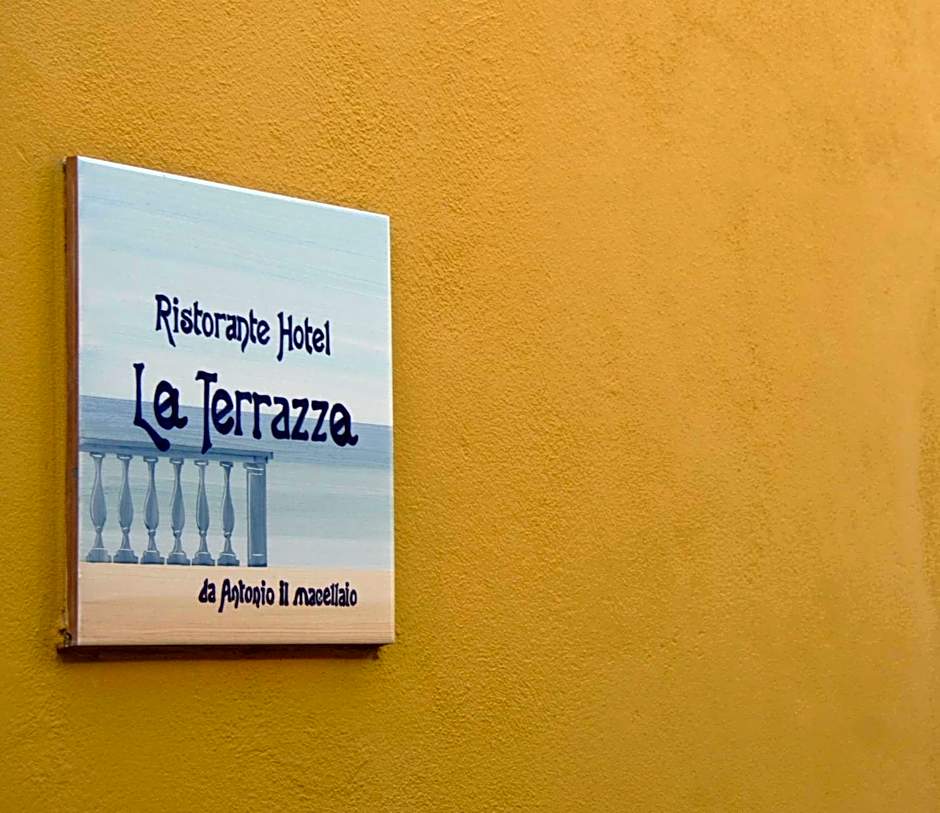 Ristorante Hotel
La Terrazza
da Antonio Il macellaio